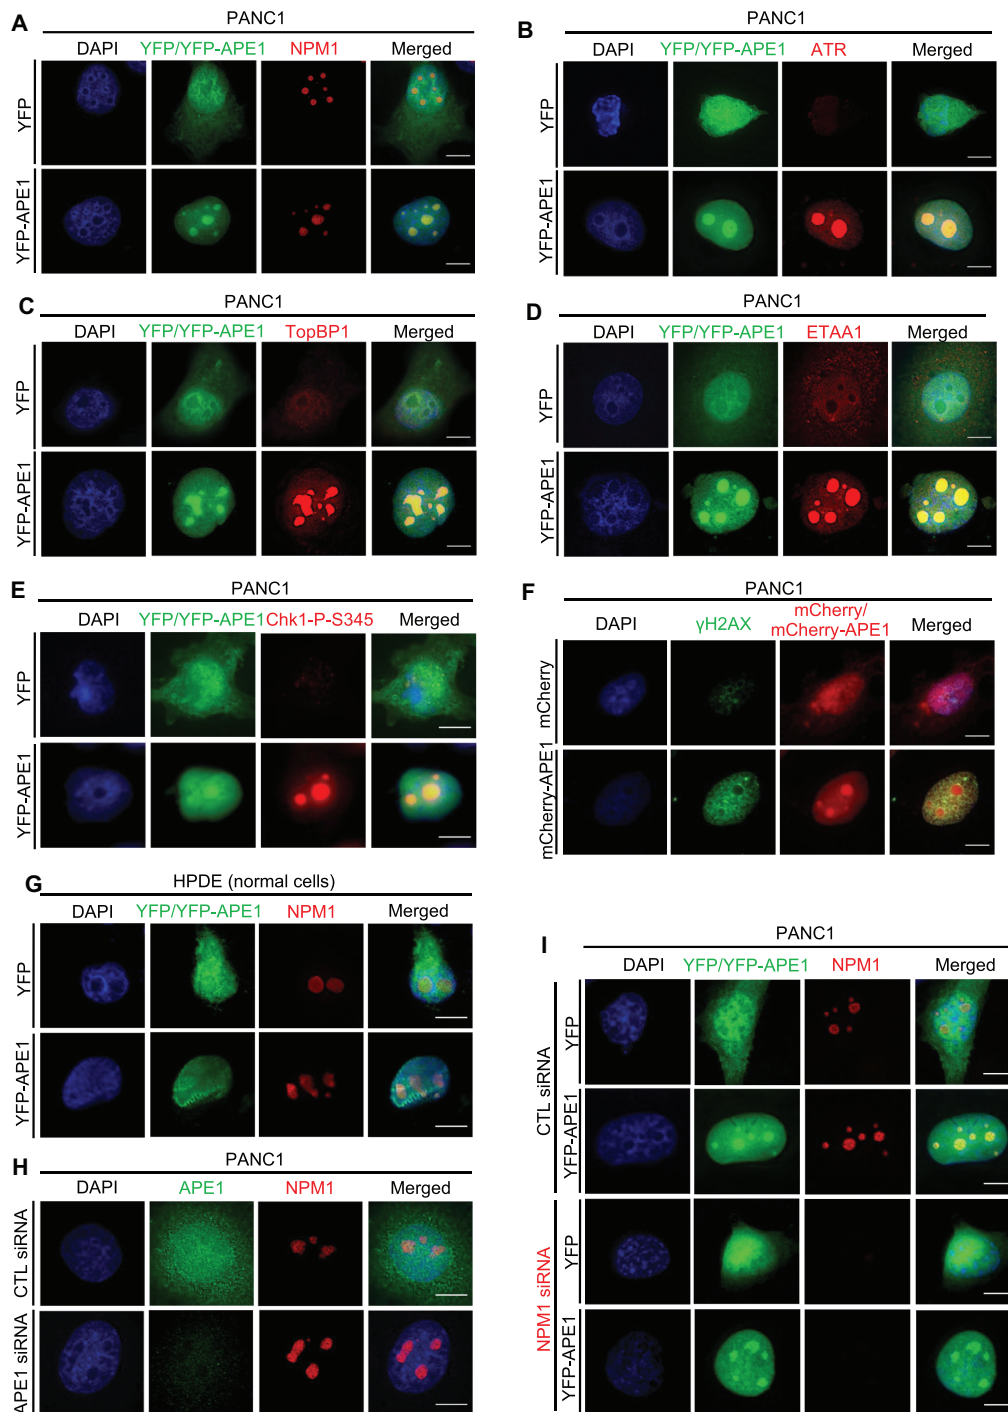 A
PANC1
DAPI YFP/YFP-APE1 NPM1 Merged
YFP
YFP-APE1
B
PANC1
DAPI YFP/YFP-APE1 ATR Merged
YFP
YFP-APE1
C
PANC1
DAPI YFP/YFP-APE1 TopBP1 Merged
YFP
YFP-APE1
D
PANC1
DAPI YFP/YFP-APE1 ETAA1 Merged
YFP
YFP-APE1
E
PANC1
DAPI YFP/YFP-APE1 Chk1-P-S345 Merged
YFP
YFP-APE1
F
PANC1
DAPI γH2AX mCherry/
mCherry-APE1 Merged
mCherry
mCherry-APE1
G
HPDE (normal cells)
DAPI YFP/YFP-APE1 NPM1 Merged
YFP
YFP-APE1
H
PANC1
DAPI APE1 NPM1 Merged
CTL siRNA
APE1 siRNA
I
PANC1
DAPI YFP/YFP-APE1 NPM1 Merged
CTL siRNA
YFP
YFP-APE1
NPM1 siRNA
YFP
YFP-APE1